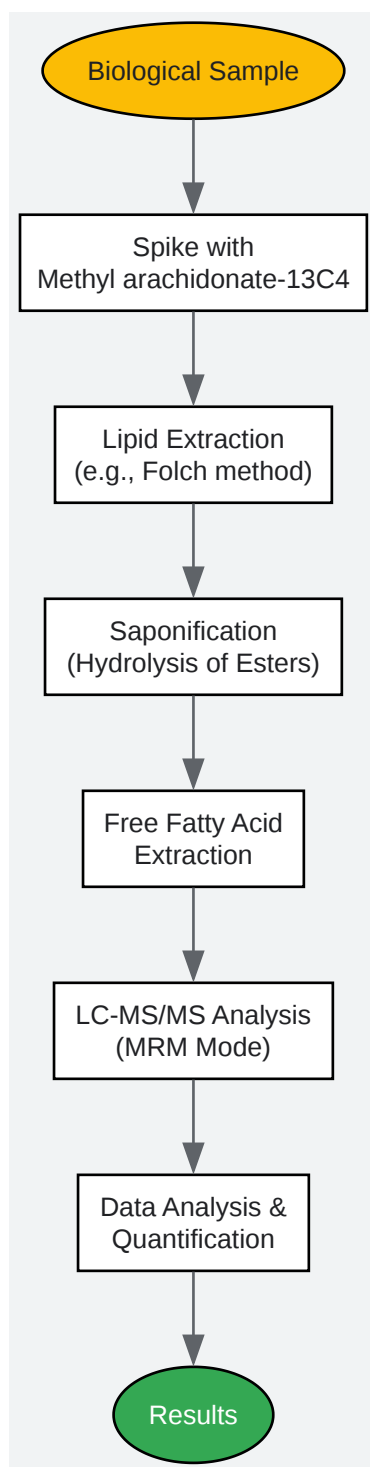 Biological Sample
Spike with
Methyl arachidonate-13C4
Lipid Extraction
(e.g., Folch method)
Saponification
(Hydrolysis of Esters)
Free Fatty Acid
Extraction
LC-MS/MS Analysis
(MRM Mode)
Data Analysis &
Quantification
Results